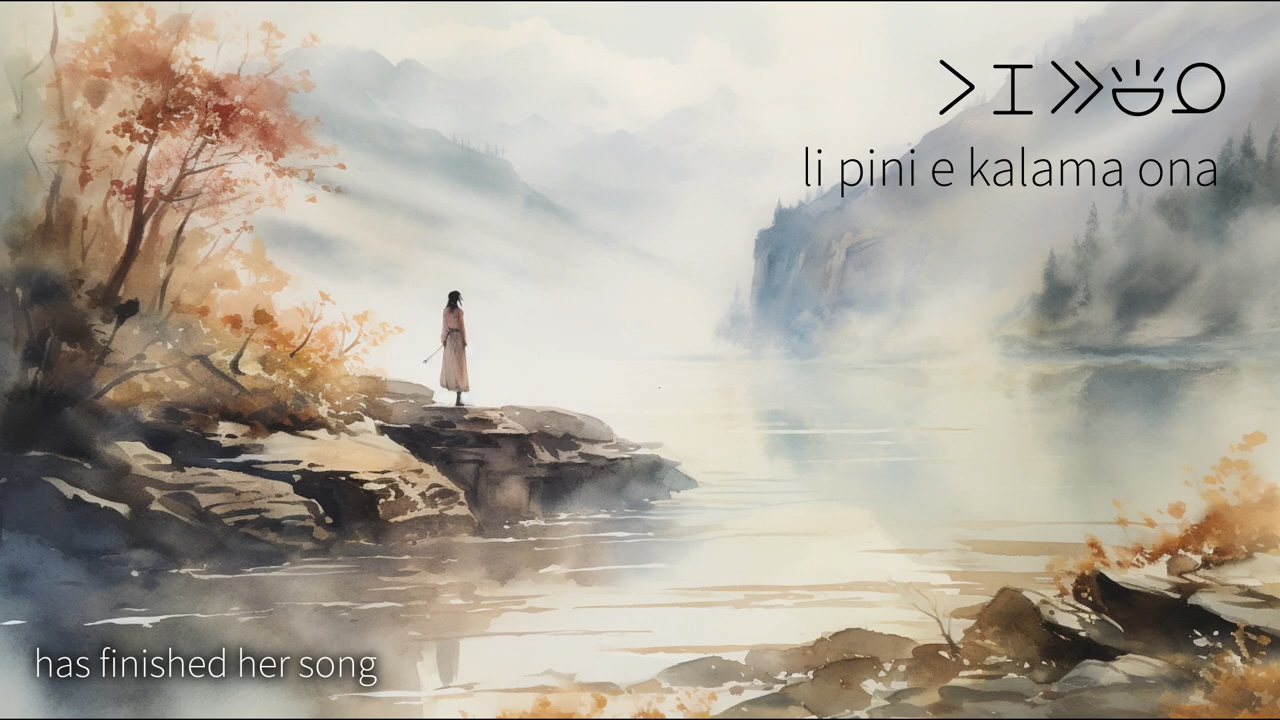 󱤧󱥐󱤉󱤕󱥆
li pini e kalama ona
has finished her song